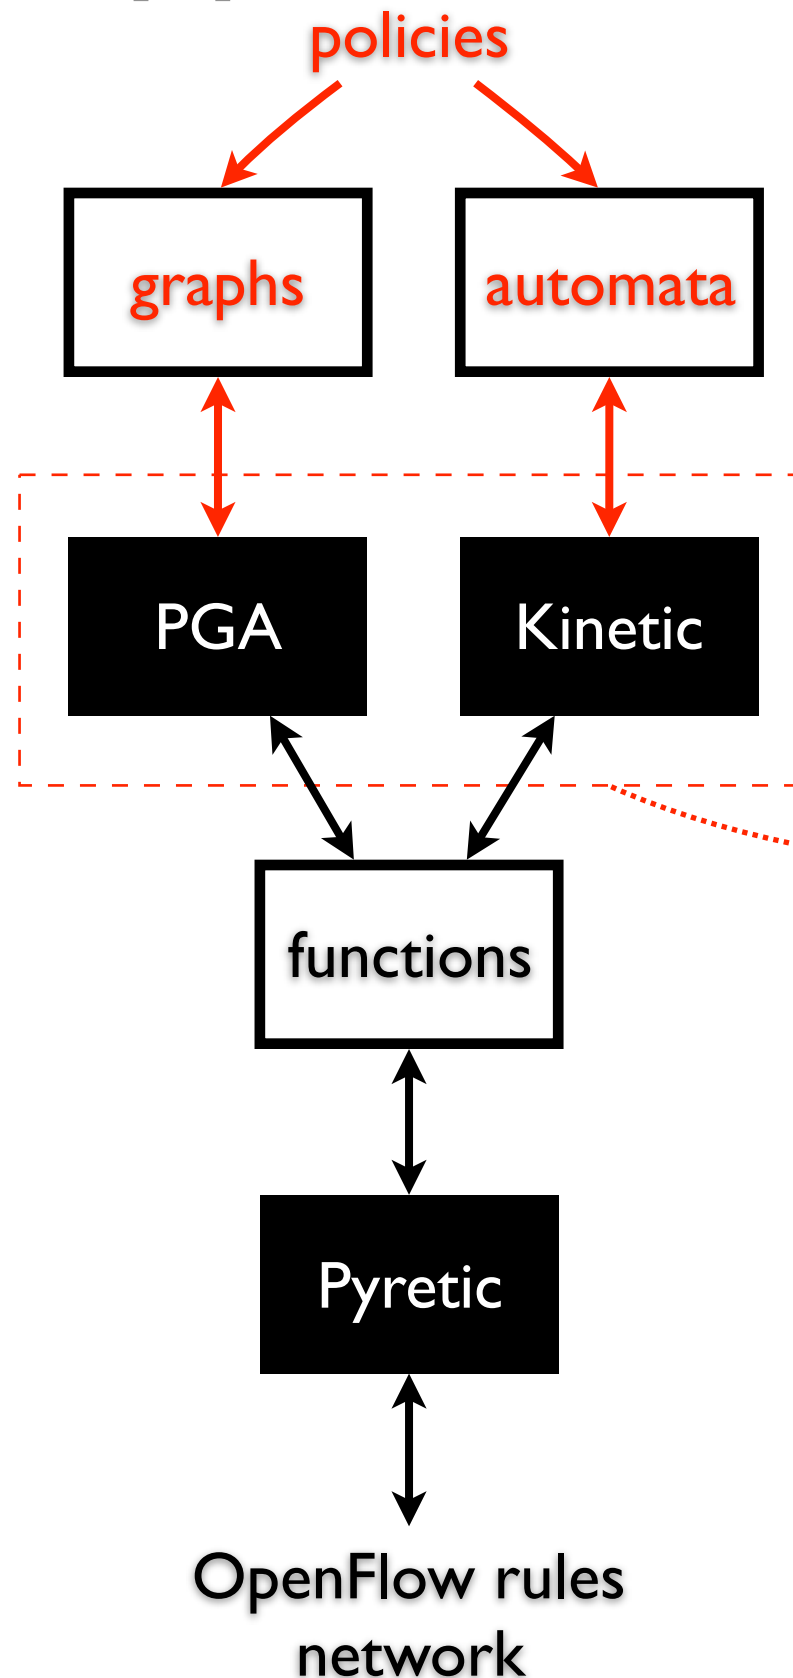 policies
graphs
automata
PGA
Kinetic
functions
Pyretic
OpenFlow rules
network